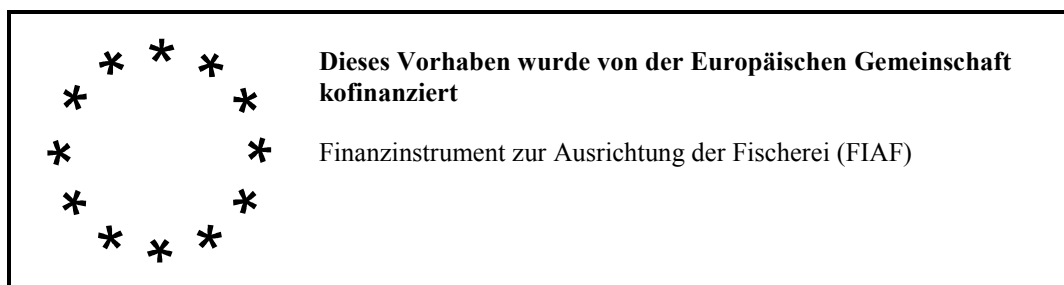 Dieses Vorhaben wurde von der Europäischen Gemeinschaft
kofinanziert
Finanzinstrument zur Ausrichtung der Fischerei (FIAF)